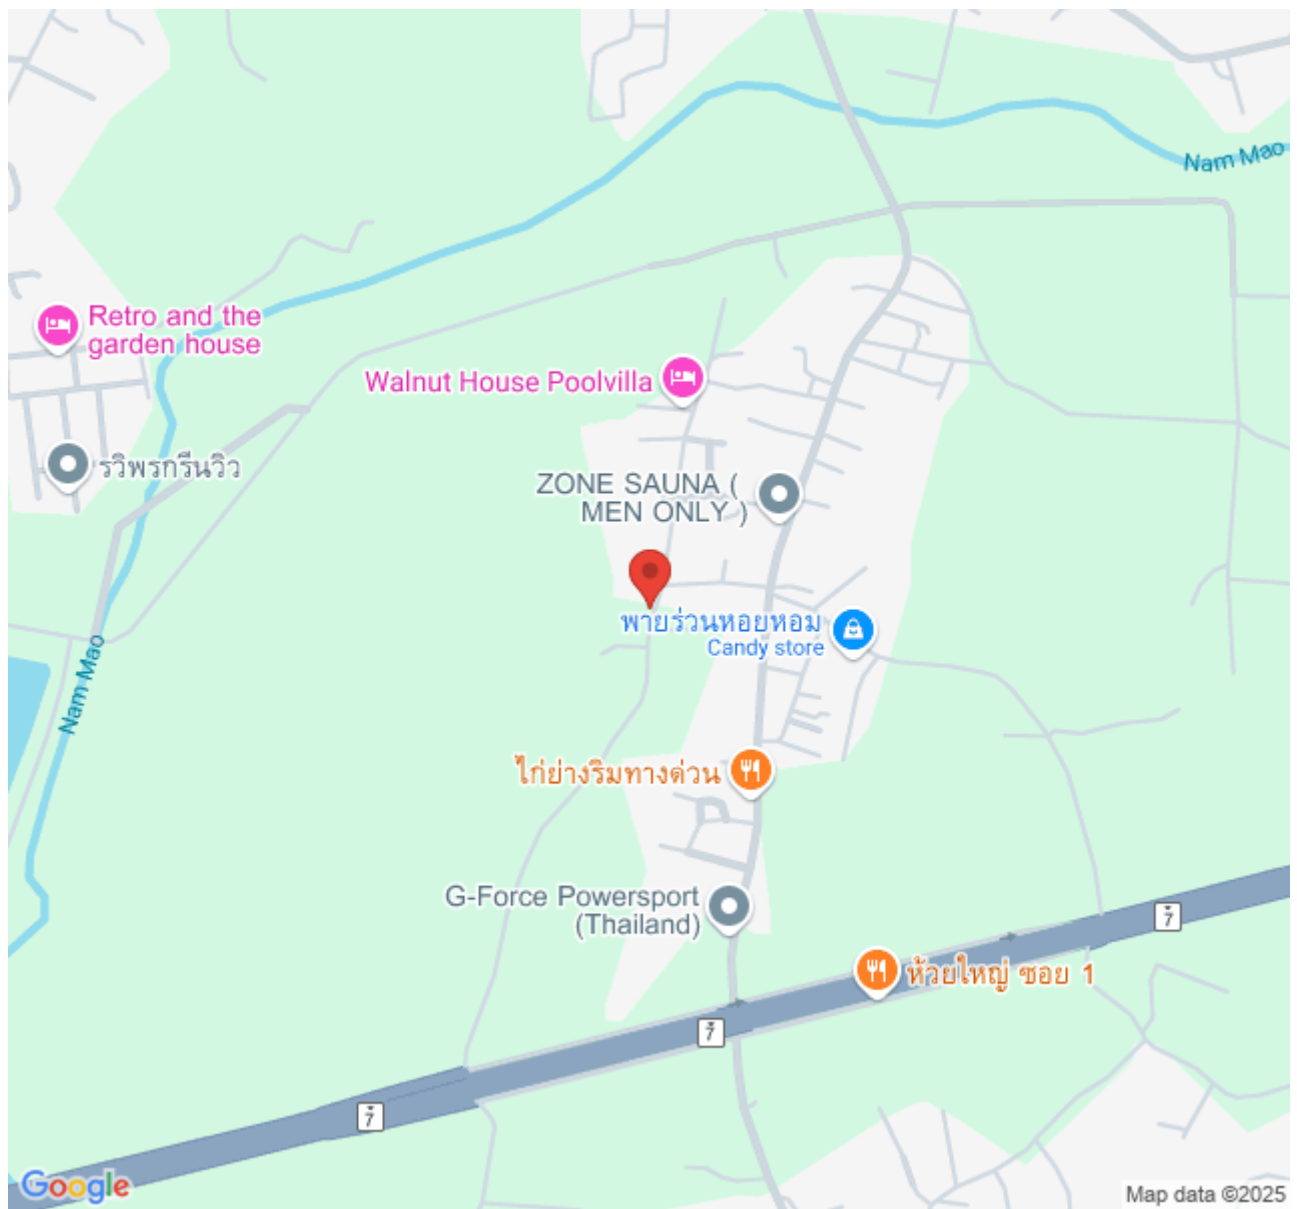 Nam Mao
Retro and the
garden house
Walnut House Poolvilla
รวิพรกรีนวิว
ZONE SAUNA (
MEN ONLY )
พายร่วนหอยหอม
Candy store
Nam Mao
ไก่ย่างริมทางด่วน
G-Force Powersport
(Thailand)
7
ห้วยใหญ่ ซอย 1
7
7
Google
Map data ©2025